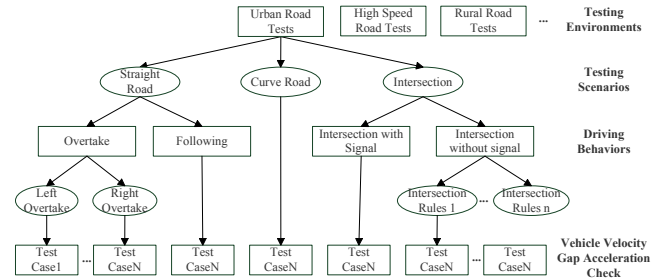 Urban Road
Tests
High Speed
Road Tests
Rural Road
Tests
...
Testing
Environments
Straight
Road
Curve Road
Intersection
Testing
Scenarios
Overtake
Following
Intersection with
Signal
Intersection
without signal
Driving
Behaviors
Left
Overtake
Right
Overtake
Intersection
Rules 1
...
Intersection
Rules n
Test
Case1
...
Test
CaseN
Test
CaseN
Test
CaseN
Test
CaseN
Test
CaseN
...
Test
CaseN
Vehicle Velocity
Gap Acceleration
Check